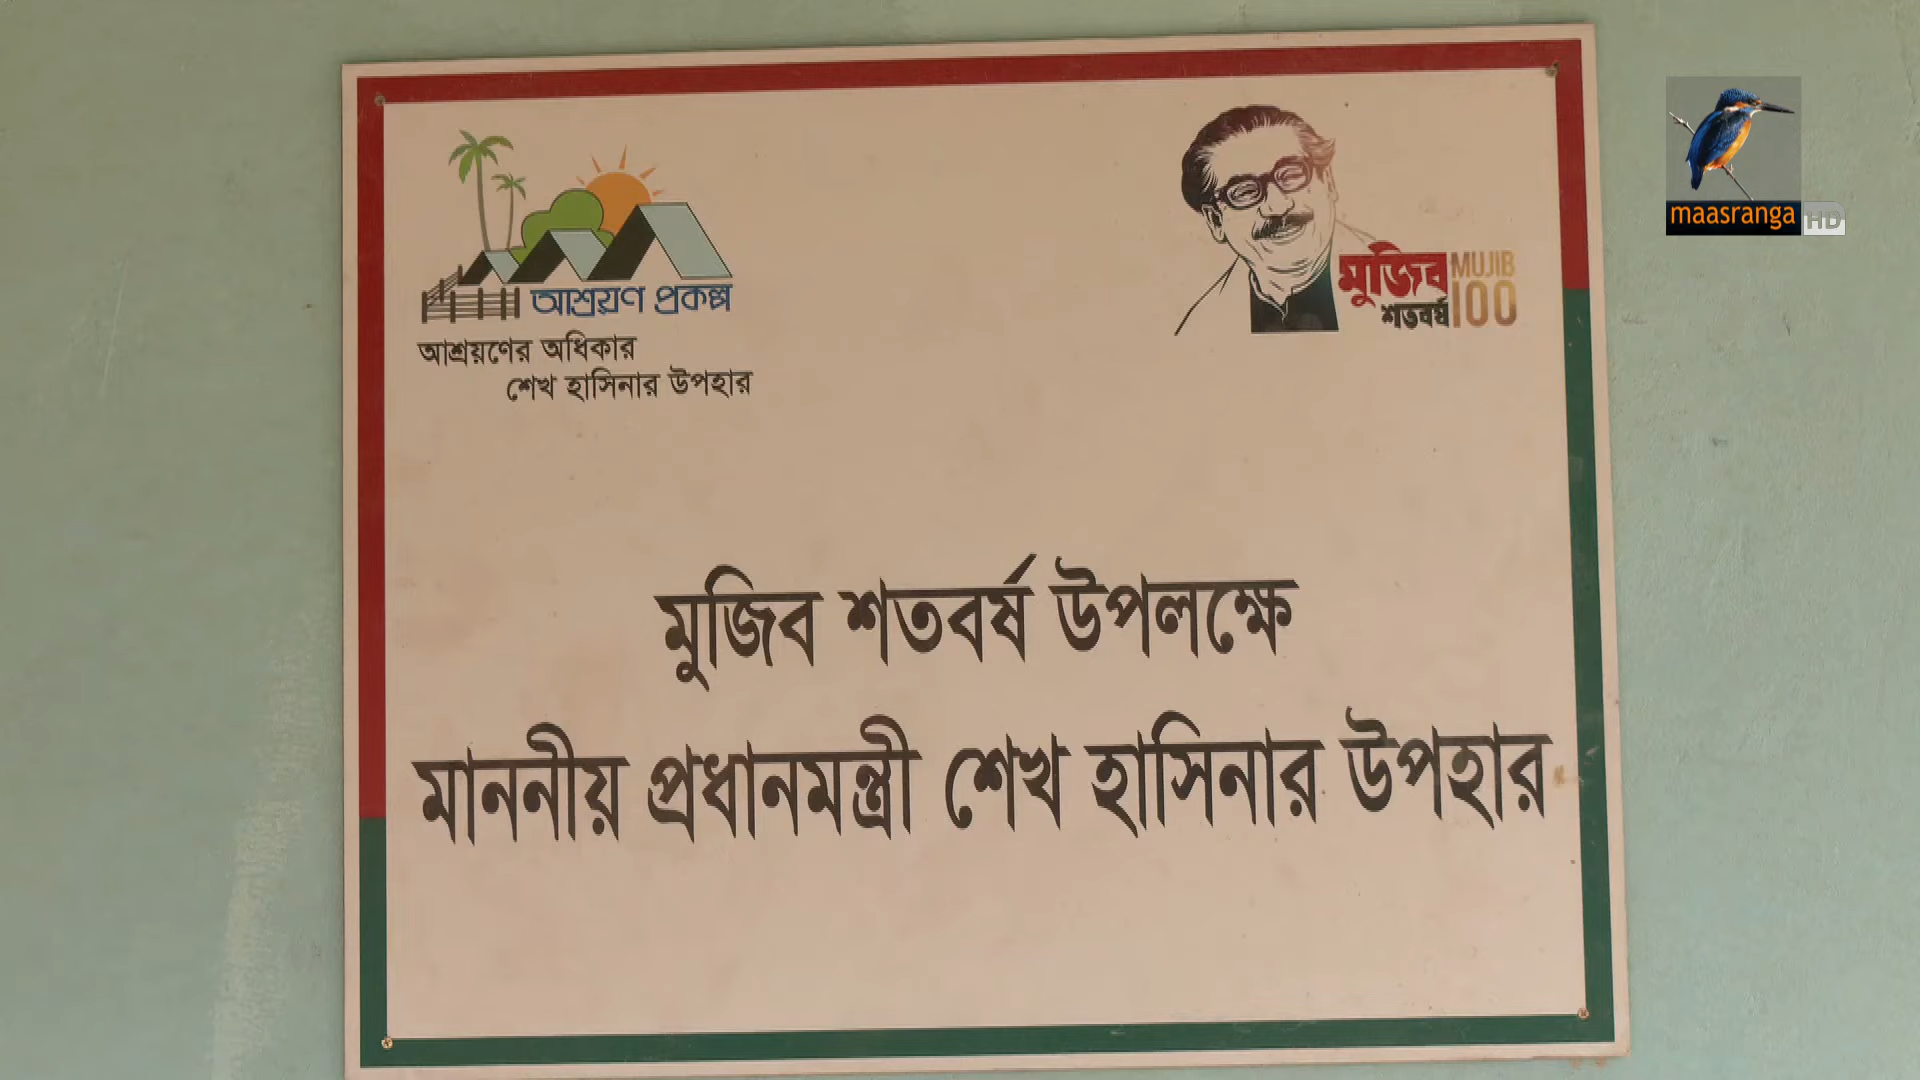 আশ্রয়ণ প্রকল্প
আশ্রয়ণের অধিকার
শেখ হাসিনার উপহার
মুজিব MUJIB
শতবর্ষ 100
maasranga HD
মুজিব শতবর্ষ উপলক্ষে
মাননীয় প্রধানমন্ত্রী শেখ হাসিনার উপহার